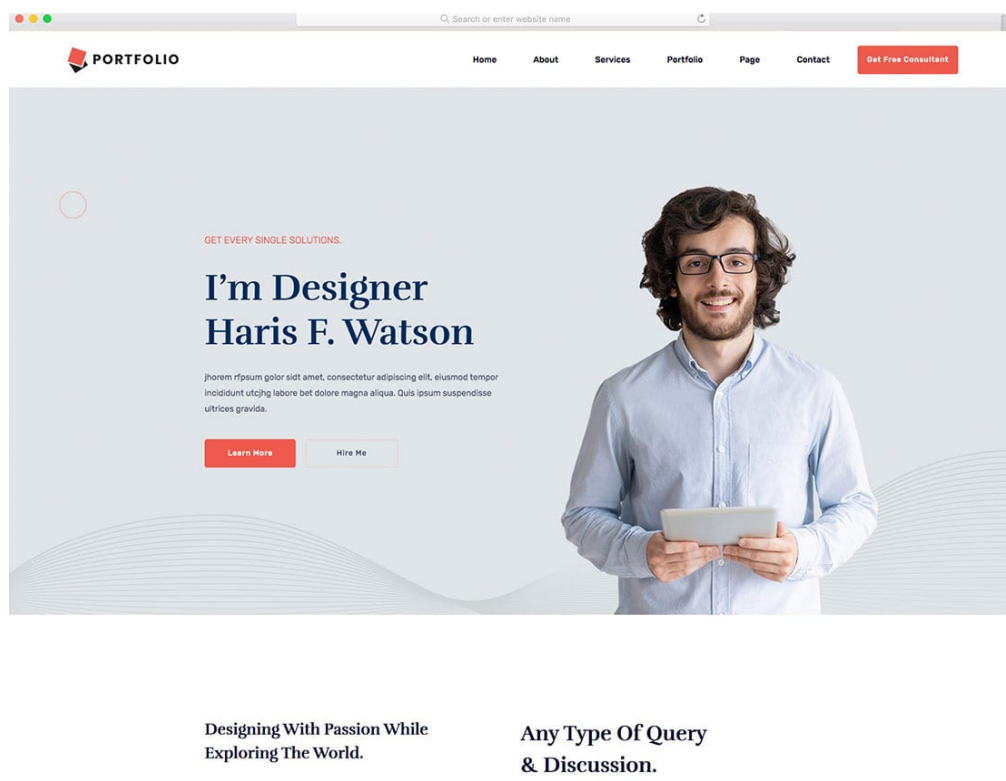 Search or enter website name
PORTFOLIO
Home About Services Portfolio Page Contact Get Free Consultent
GET EVERY SINGLE SOLUTIONS.
I'm Designer
Haris F. Watson
jhorem rfpsum golor sidt amet, consectetur adipiscing elit, eiusmod tempor
incididunt utcjhg labore bet dolore magna aliqua. Quis ipsum suspendisse
ultrices gravida.
Learn More Hire Me
Designing With Passion While
Exploring The World.
Any Type Of Query
& Discussion.